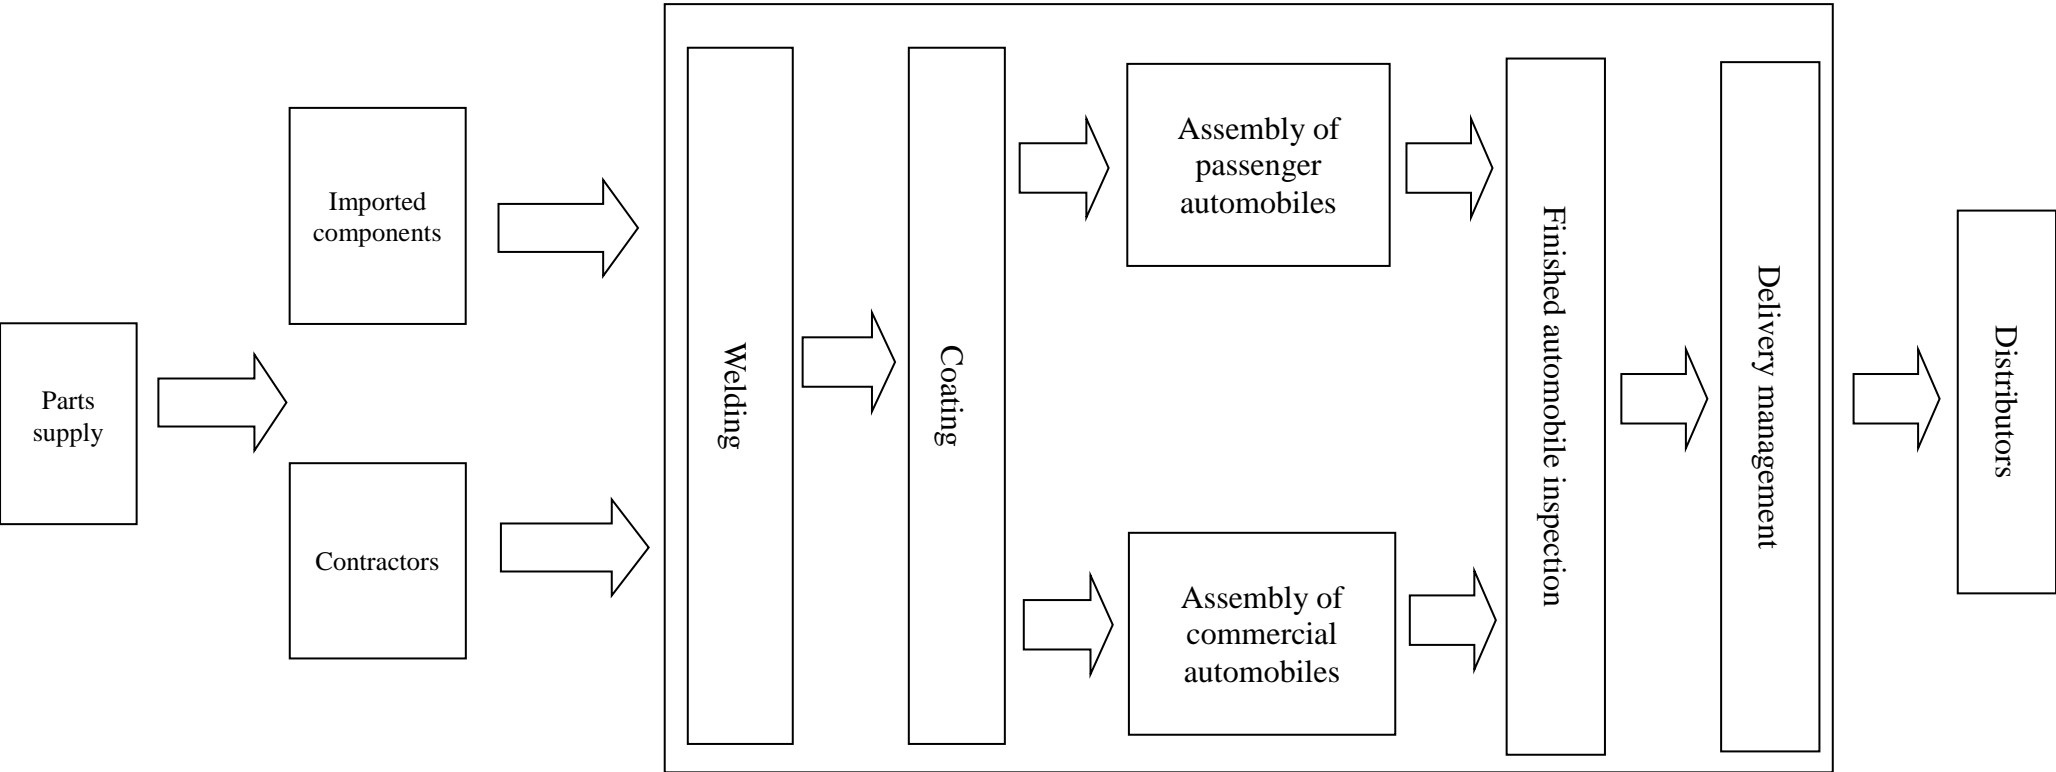 Parts
supply
Imported
components
Contractors
Welding
Coating
Assembly of
passenger
automobiles
Assembly of
commercial
automobiles
Finished automobile inspection
Delivery management
Distributors